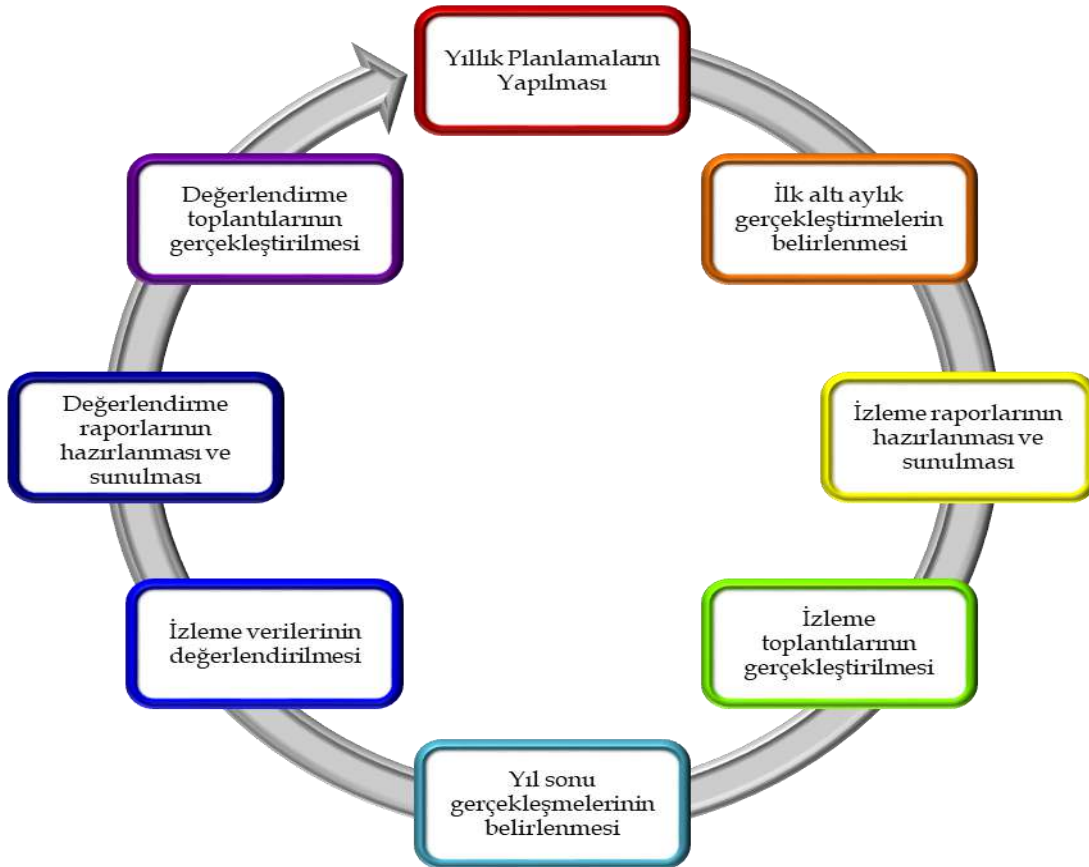 Yıllık Planlamaların
Yapılması
İlk altı aylık
gerçekleştirmelerin
belirlenmesi
İzleme raporlarının
hazırlanması ve
sunulması
İzleme
toplantılarının
gerçekleştirilmesi
Yıl sonu
gerçekleşmelerinin
belirlenmesi
İzleme verilerinin
değerlendirilmesi
Değerlendirme
raporlarının
hazırlanması ve
sunulması
Değerlendirme
toplantılarının
gerçekleştirilmesi